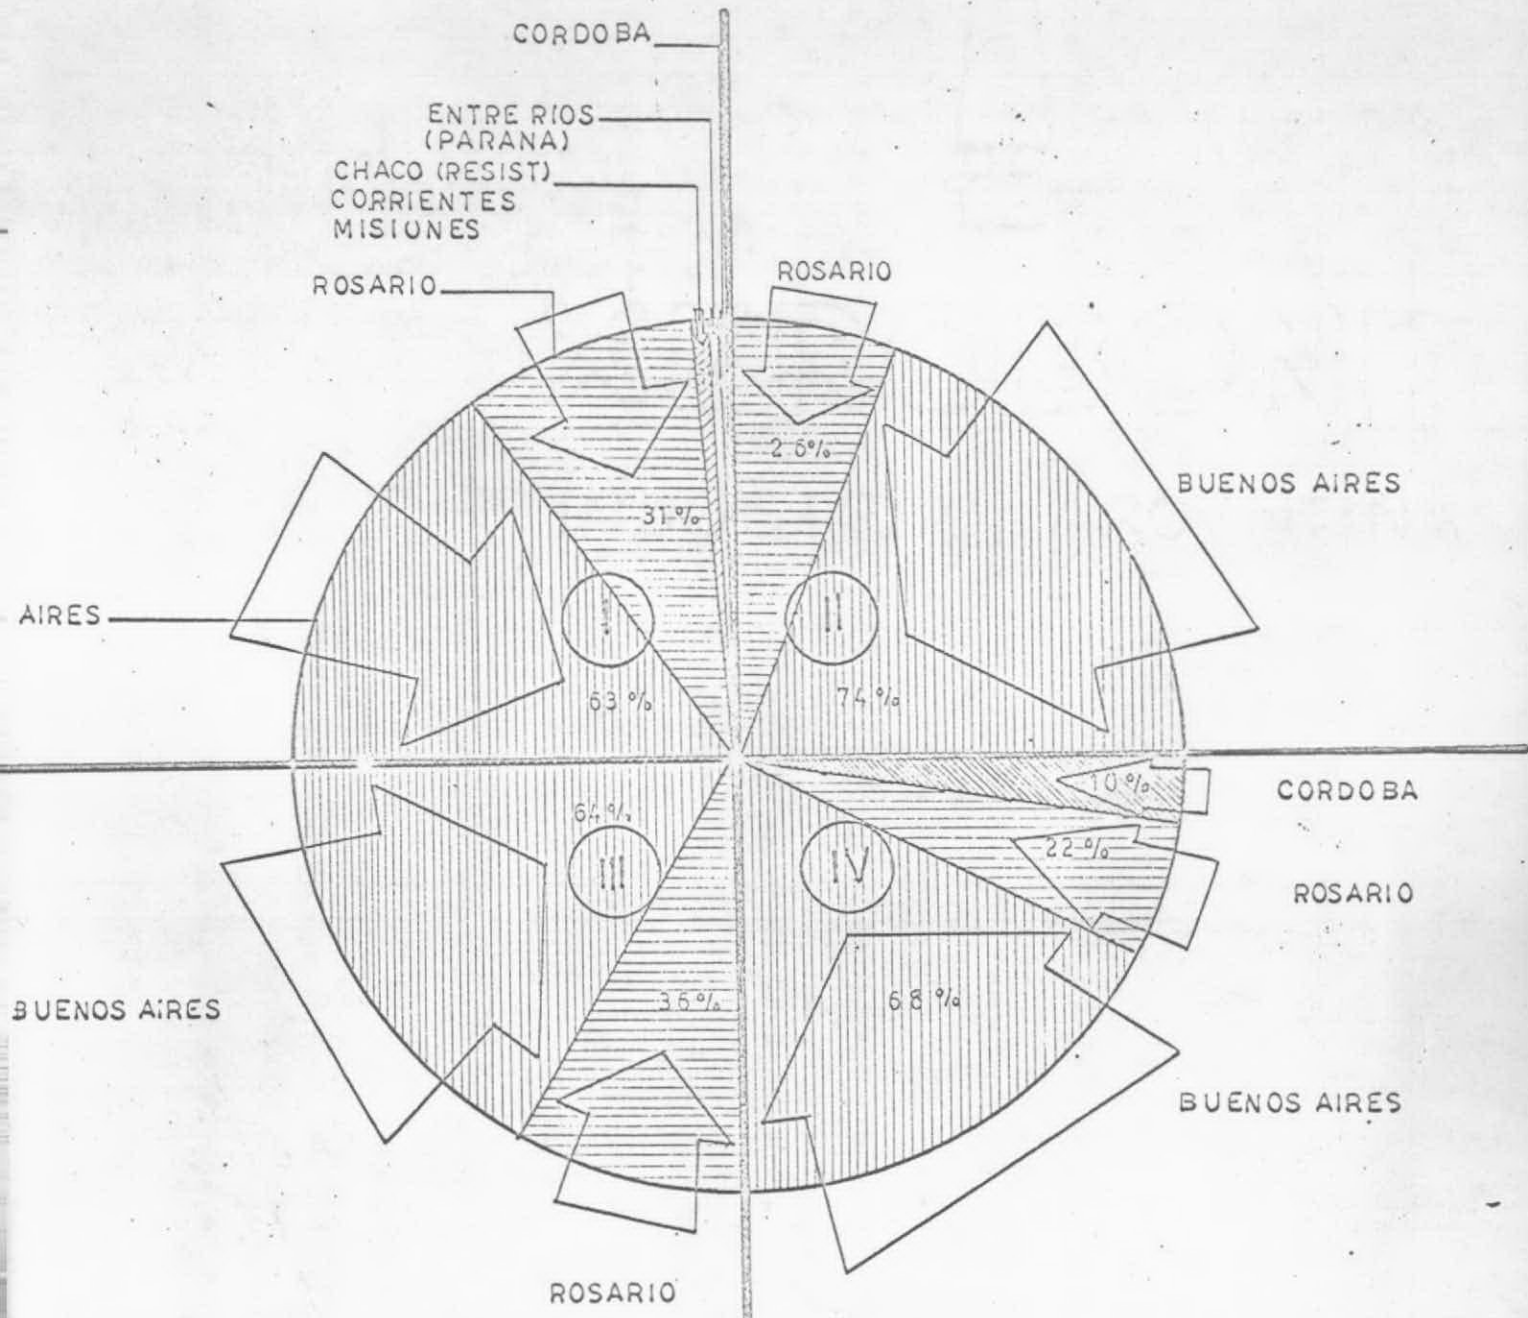 CORDOBA
ENTRE RIOS
(PARANA)
CHACO (RESIST)
CORRIENTES
MISIONES
ROSARIO
ROSARIO
26%
BUENOS AIRES
31%
I
II
AIRES
63%
74%
10%
CORDOBA
64%
22%
III
IV
ROSARIO
36%
68%
BUENOS AIRES
BUENOS AIRES
ROSARIO